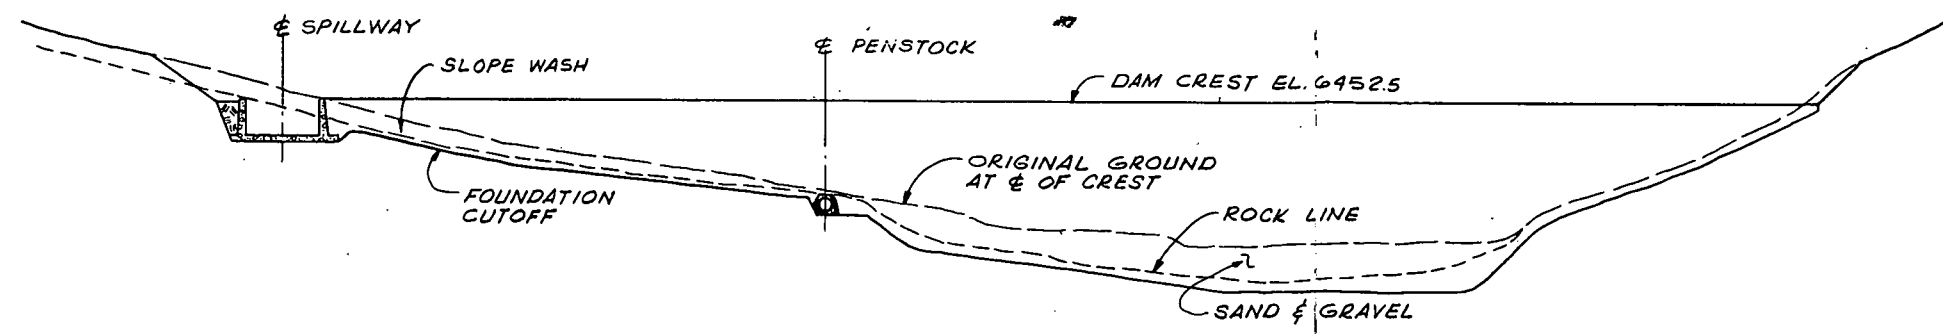 ℄ SPILLWAY
℄ PENSTOCK
SLOPE WASH
DAM CREST EL. 6452.5
ORIGINAL GROUND
AT ℄ OF CREST
FOUNDATION
CUTOFF
ROCK LINE
SAND & GRAVEL